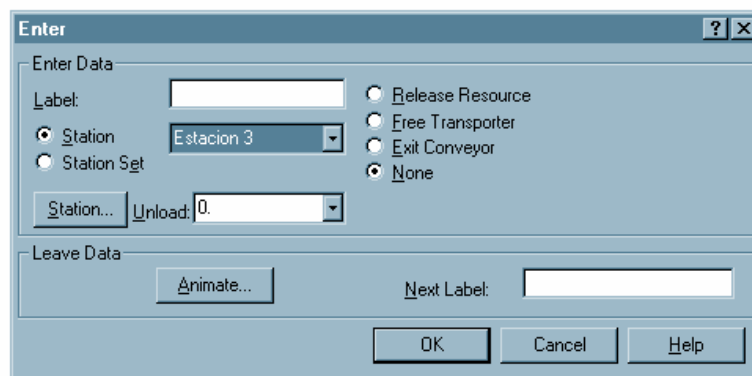 Enter
Enter Data
Label:
Release Resource
Station
Estacion 3
Free Transporter
Station Set
Exit Conveyor
None
Station...
Unload:
0.
Leave Data
Animate...
Next Label:
OK
Cancel
Help